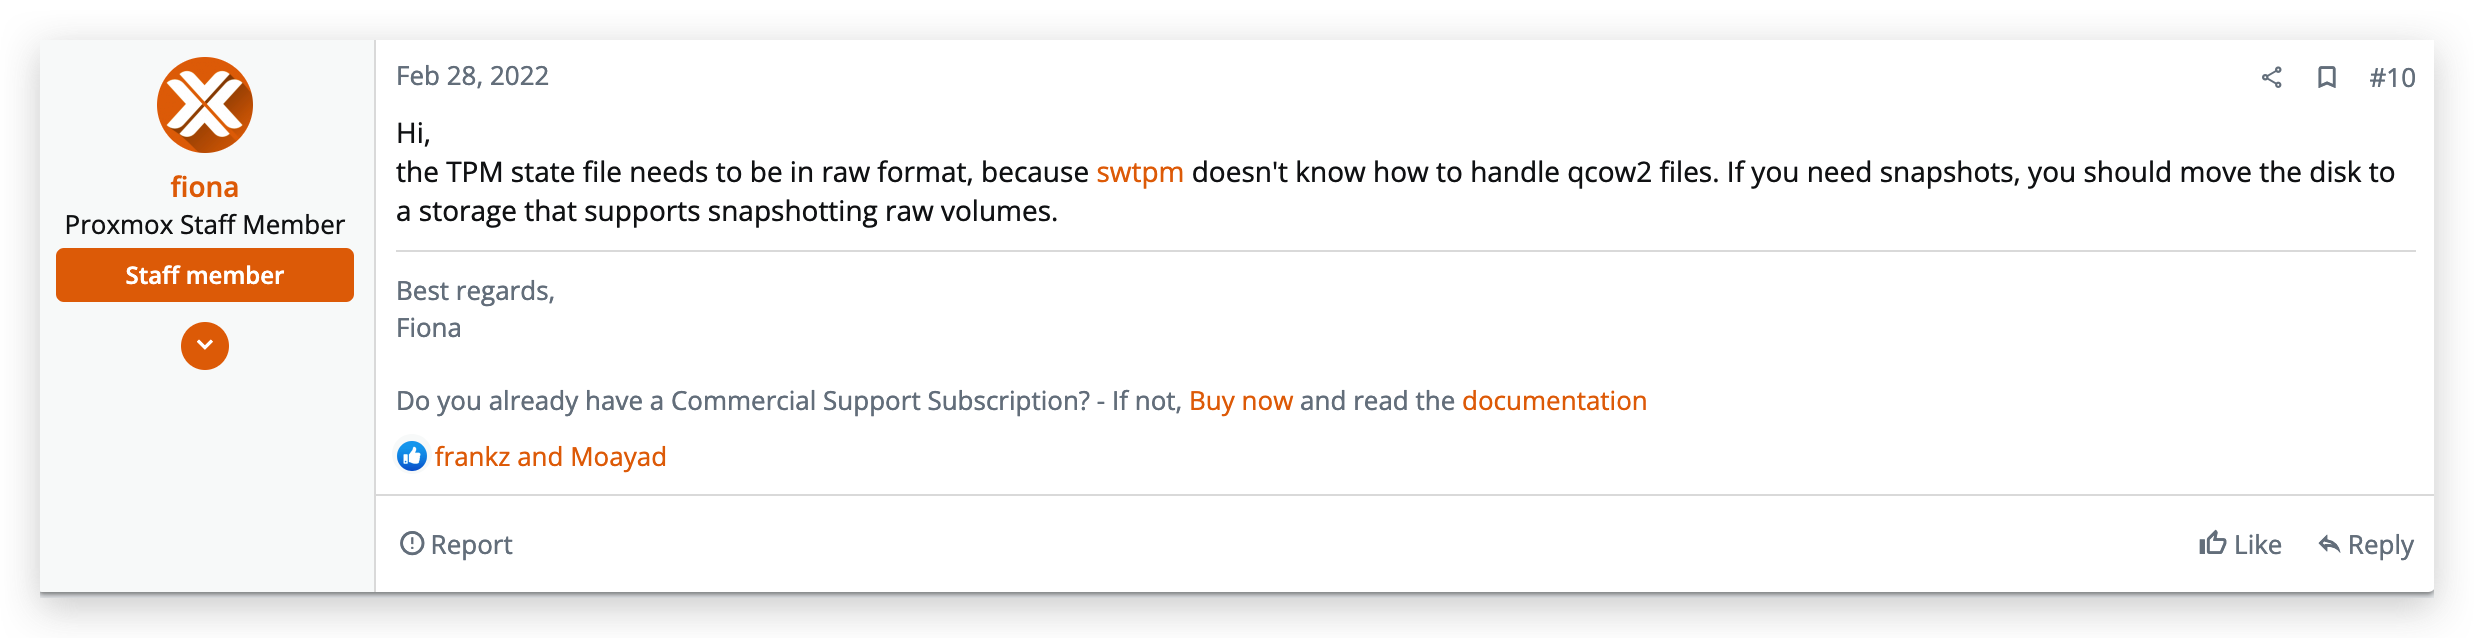 fiona
Proxmox Staff Member
Staff member
Feb 28, 2022
#10
Hi,
the TPM state file needs to be in raw format, because swtpm doesn't know how to handle qcow2 files. If you need snapshots, you should move the disk to
a storage that supports snapshotting raw volumes.
Best regards,
Fiona
Do you already have a Commercial Support Subscription? - If not, Buy now and read the documentation
frankz and Moayad
Report
Like
Reply